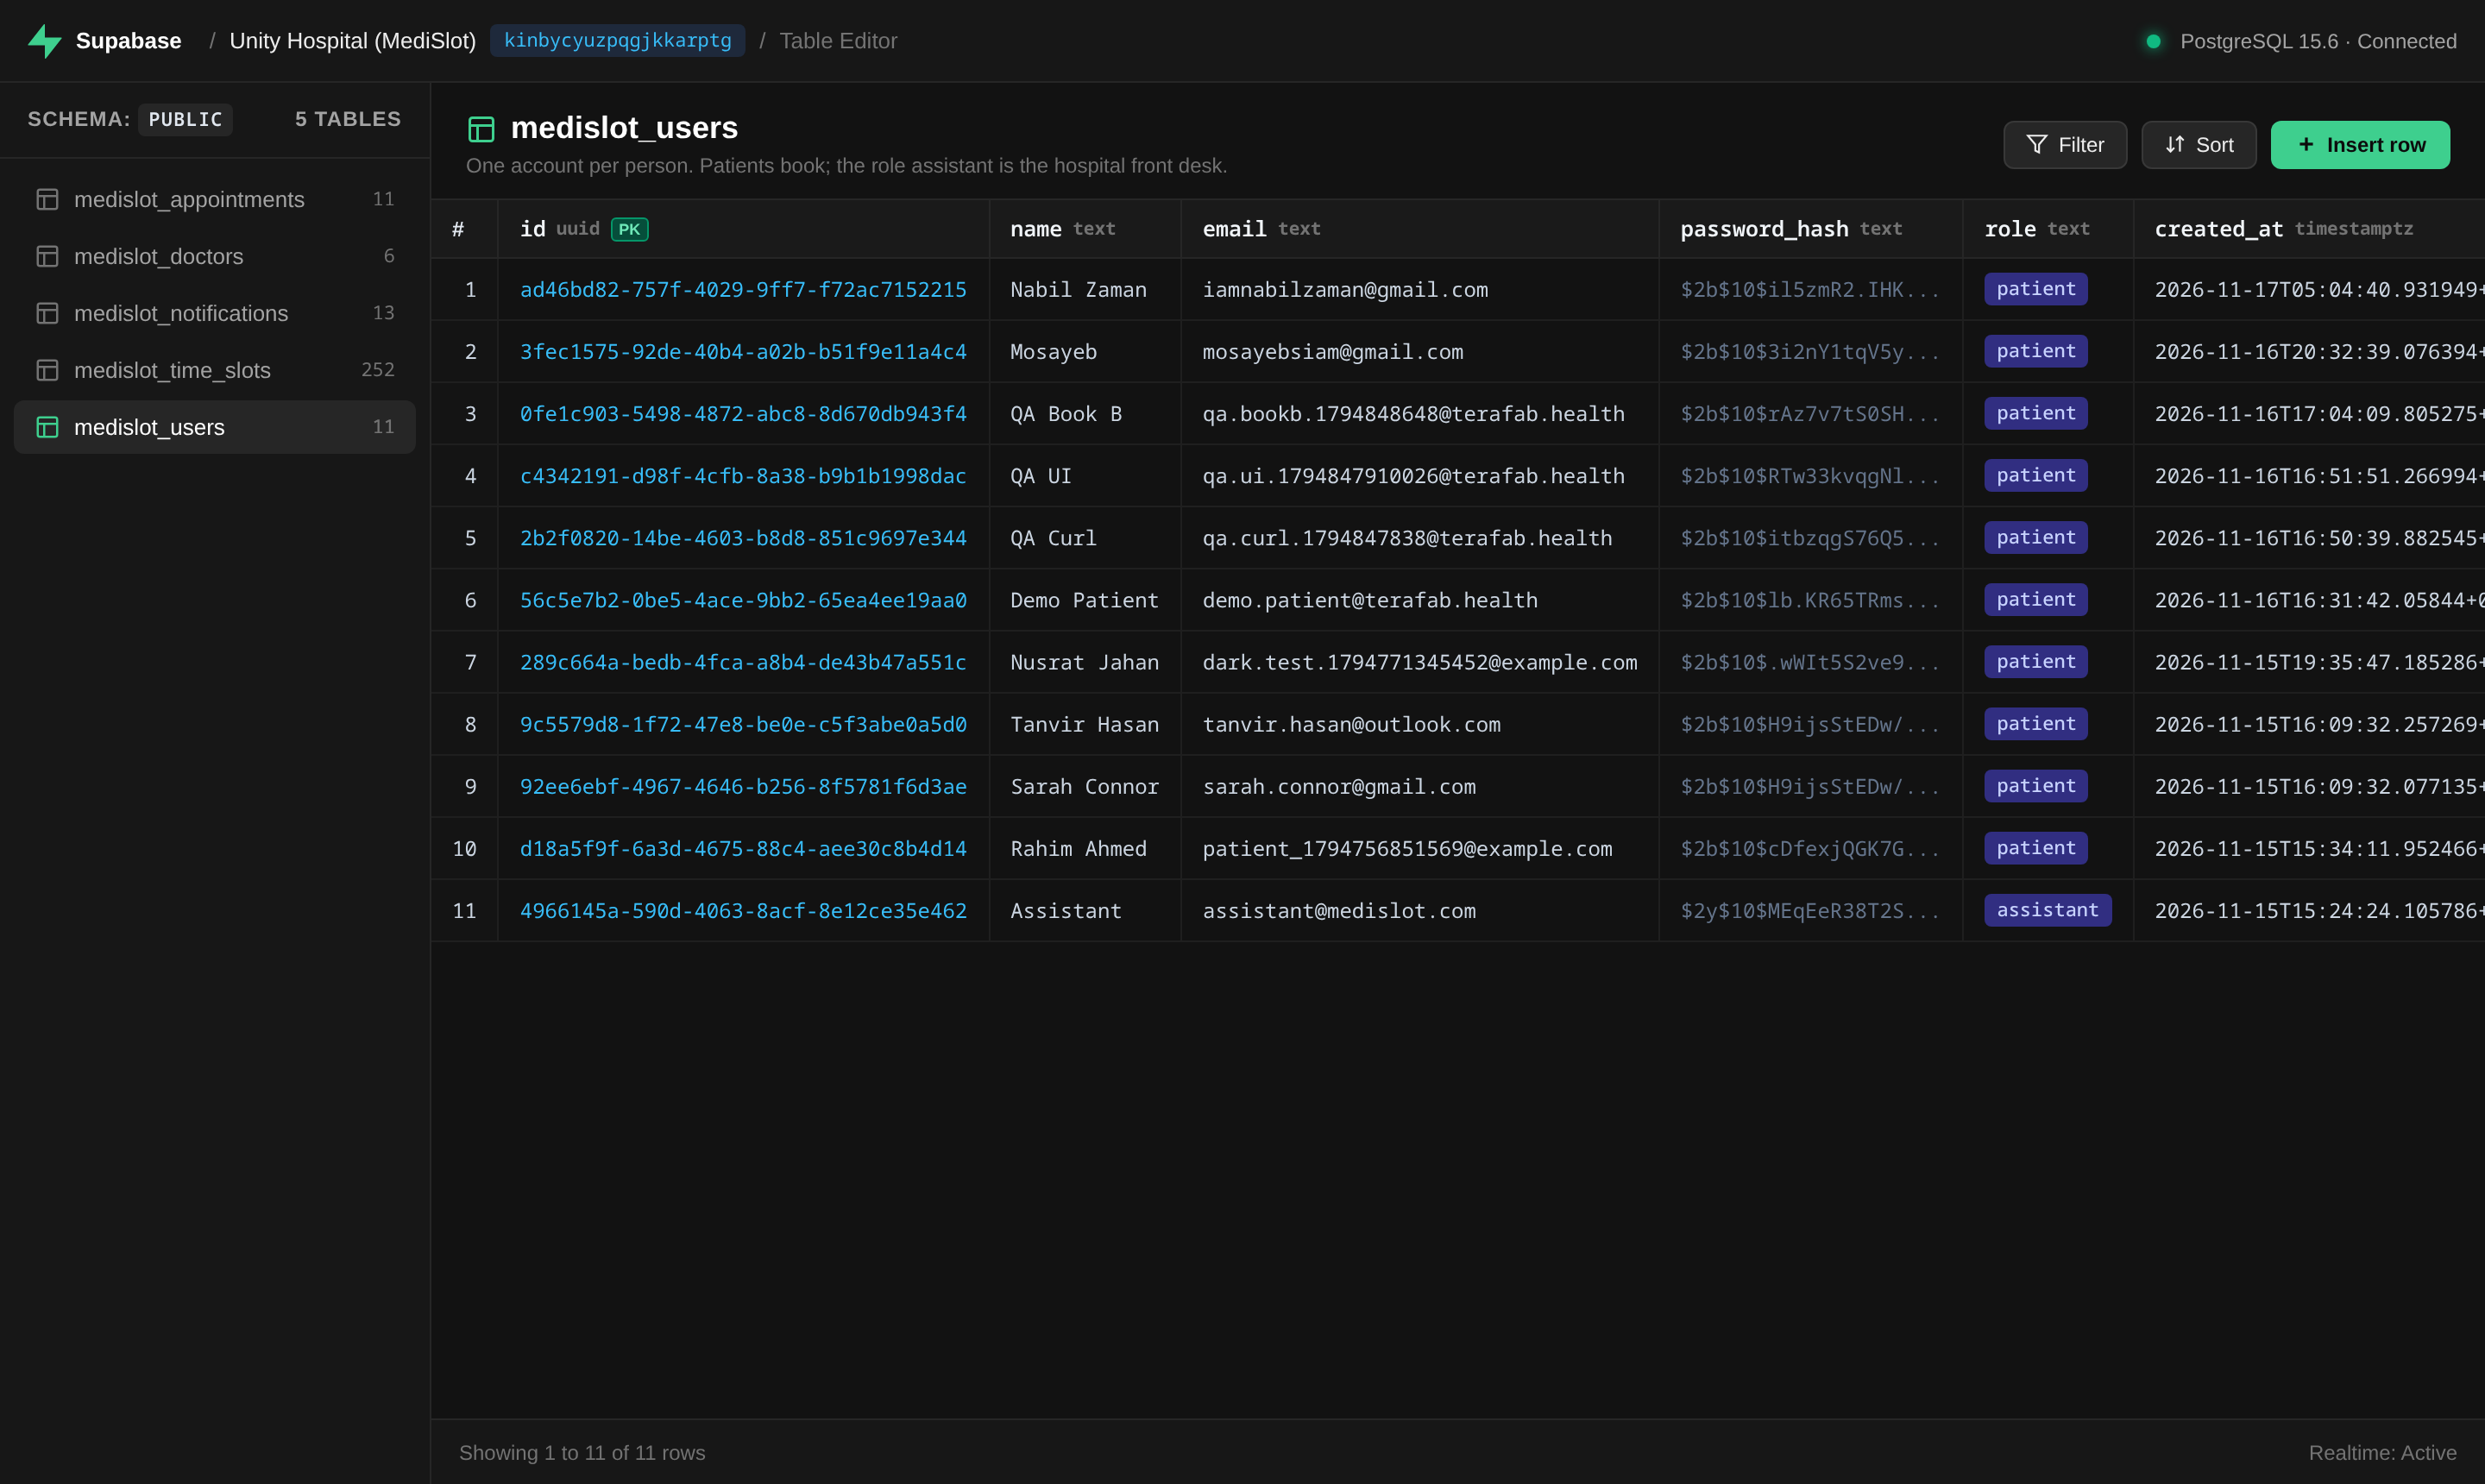 Supabase / Unity Hospital (MediSlot) kinbycyuzpqgjkkarptg / Table Editor
PostgreSQL 15.6 · Connected
SCHEMA: PUBLIC 5 TABLES
medislot_appointments 11
medislot_doctors 6
medislot_notifications 13
medislot_time_slots 252
medislot_users 11
medislot_users
One account per person. Patients book; the role assistant is the hospital front desk.
Filter Sort + Insert row
# id uuid PK name text email text password_hash text role text created_at timestamptz
1 ad46bd82-757f-4029-9ff7-f72ac7152215 Nabil Zaman iamnabilzaman@gmail.com $2b$10$il5zmR2.IHK... patient 2026-11-17T05:04:40.931949+
2 3fec1575-92de-40b4-a02b-b51f9e11a4c4 Mosayeb mosayebsiam@gmail.com $2b$10$3i2nY1tqV5y... patient 2026-11-16T20:32:39.076394+
3 0fe1c903-5498-4872-abc8-8d670db943f4 QA Book B qa.bookb.1794848648@terafab.health $2b$10$rAz7v7tS0SH... patient 2026-11-16T17:04:09.805275+
4 c4342191-d98f-4cfb-8a38-b9b1b1998dac QA UI qa.ui.1794847910026@terafab.health $2b$10$RTw33kvqgNl... patient 2026-11-16T16:51:51.266994+
5 2b2f0820-14be-4603-b8d8-851c9697e344 QA Curl qa.curl.1794847838@terafab.health $2b$10$itbzqgS76Q5... patient 2026-11-16T16:50:39.882545+
6 56c5e7b2-0be5-4ace-9bb2-65ea4ee19aa0 Demo Patient demo.patient@terafab.health $2b$10$lb.KR65TRms... patient 2026-11-16T16:31:42.05844+0
7 289c664a-bedb-4fca-a8b4-de43b47a551c Nusrat Jahan dark.test.1794771345452@example.com $2b$10$.wWIt5S2ve9... patient 2026-11-15T19:35:47.185286+
8 9c5579d8-1f72-47e8-be0e-c5f3abe0a5d0 Tanvir Hasan tanvir.hasan@outlook.com $2b$10$H9ijsStEDw/... patient 2026-11-15T16:09:32.257269+
9 92ee6ebf-4967-4646-b256-8f5781f6d3ae Sarah Connor sarah.connor@gmail.com $2b$10$H9ijsStEDw/... patient 2026-11-15T16:09:32.077135+
10 d18a5f9f-6a3d-4675-88c4-aee30c8b4d14 Rahim Ahmed patient_1794756851569@example.com $2b$10$cDfexjQGK7G... patient 2026-11-15T15:34:11.952466+
11 4966145a-590d-4063-8acf-8e12ce35e462 Assistant assistant@medislot.com $2y$10$MEqEeR38T2S... assistant 2026-11-15T15:24:24.105786+
Showing 1 to 11 of 11 rows
Realtime: Active